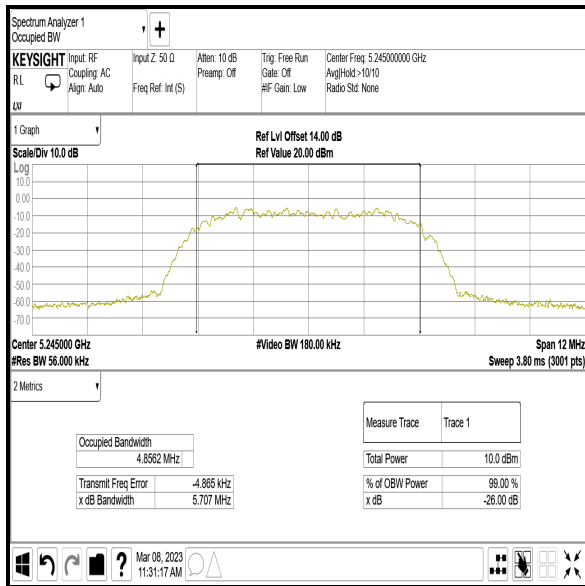 Spectrum Analyzer 1
Occupied BW
KEYSIGHT
RL
LXI
Input: RF
Coupling: AC
Align: Auto
Input Z: 50 Ω
Freq Ref: Int (S)
Atten: 10 dB
Preamp: Off
Trig: Free Run
Gate: Off
#IF Gain: Low
Center Freq: 5.245000000 GHz
Avg|Hold:>10/10
Radio Std: None
1 Graph
Scale/Div 10.0 dB
Ref Lvl Offset 14.00 dB
Ref Value 20.00 dBm
Log
10.0
0.00
-10.0
-20.0
-30.0
-40.0
-50.0
-60.0
-70.0
Center 5.245000 GHz
#Video BW 180.00 kHz
Span 12 MHz
#Res BW 56.000 kHz
Sweep 3.80 ms (3001 pts)
2 Metrics
Occupied Bandwidth
4.8562 MHz
Transmit Freq Error -4.865 kHz
x dB Bandwidth 5.707 MHz
Measure Trace Trace 1
Total Power 10.0 dBm
% of OBW Power 99.00 %
x dB -26.00 dB
?
Mar 08, 2023
11:31:17 AM